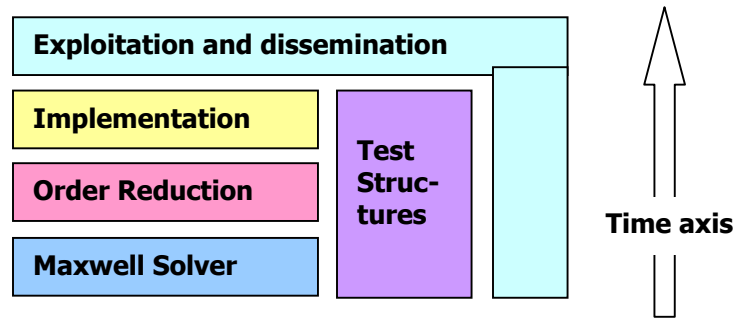 Exploitation and dissemination
Implementation
Order Reduction
Maxwell Solver
Test
Struc-
tures
Time axis